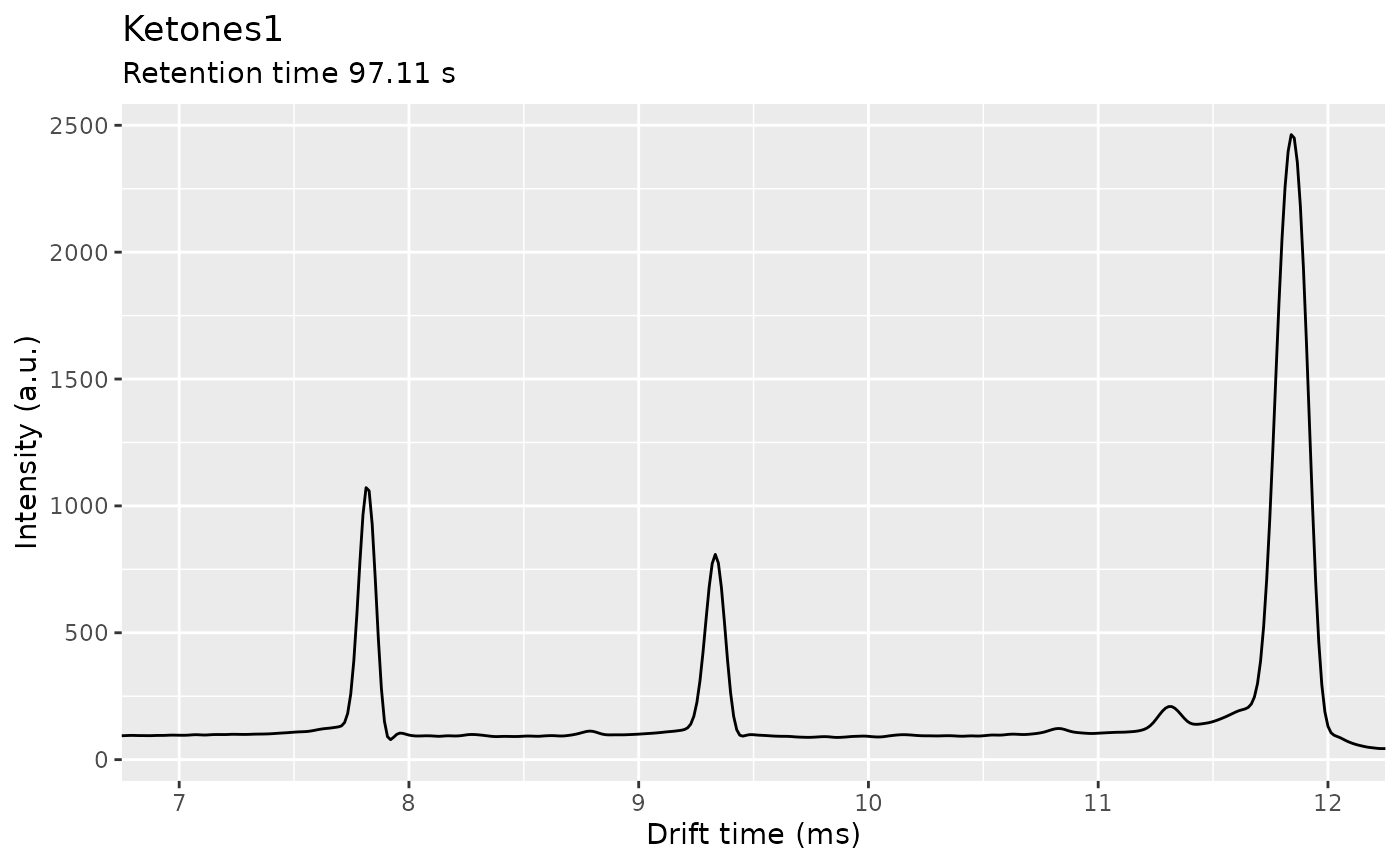 Ketones1
Retention time 97.11 s
2500
2000
1500
1000
500
0
Intensity (a.u.)
7 8 9 10 11 12
Drift time (ms)